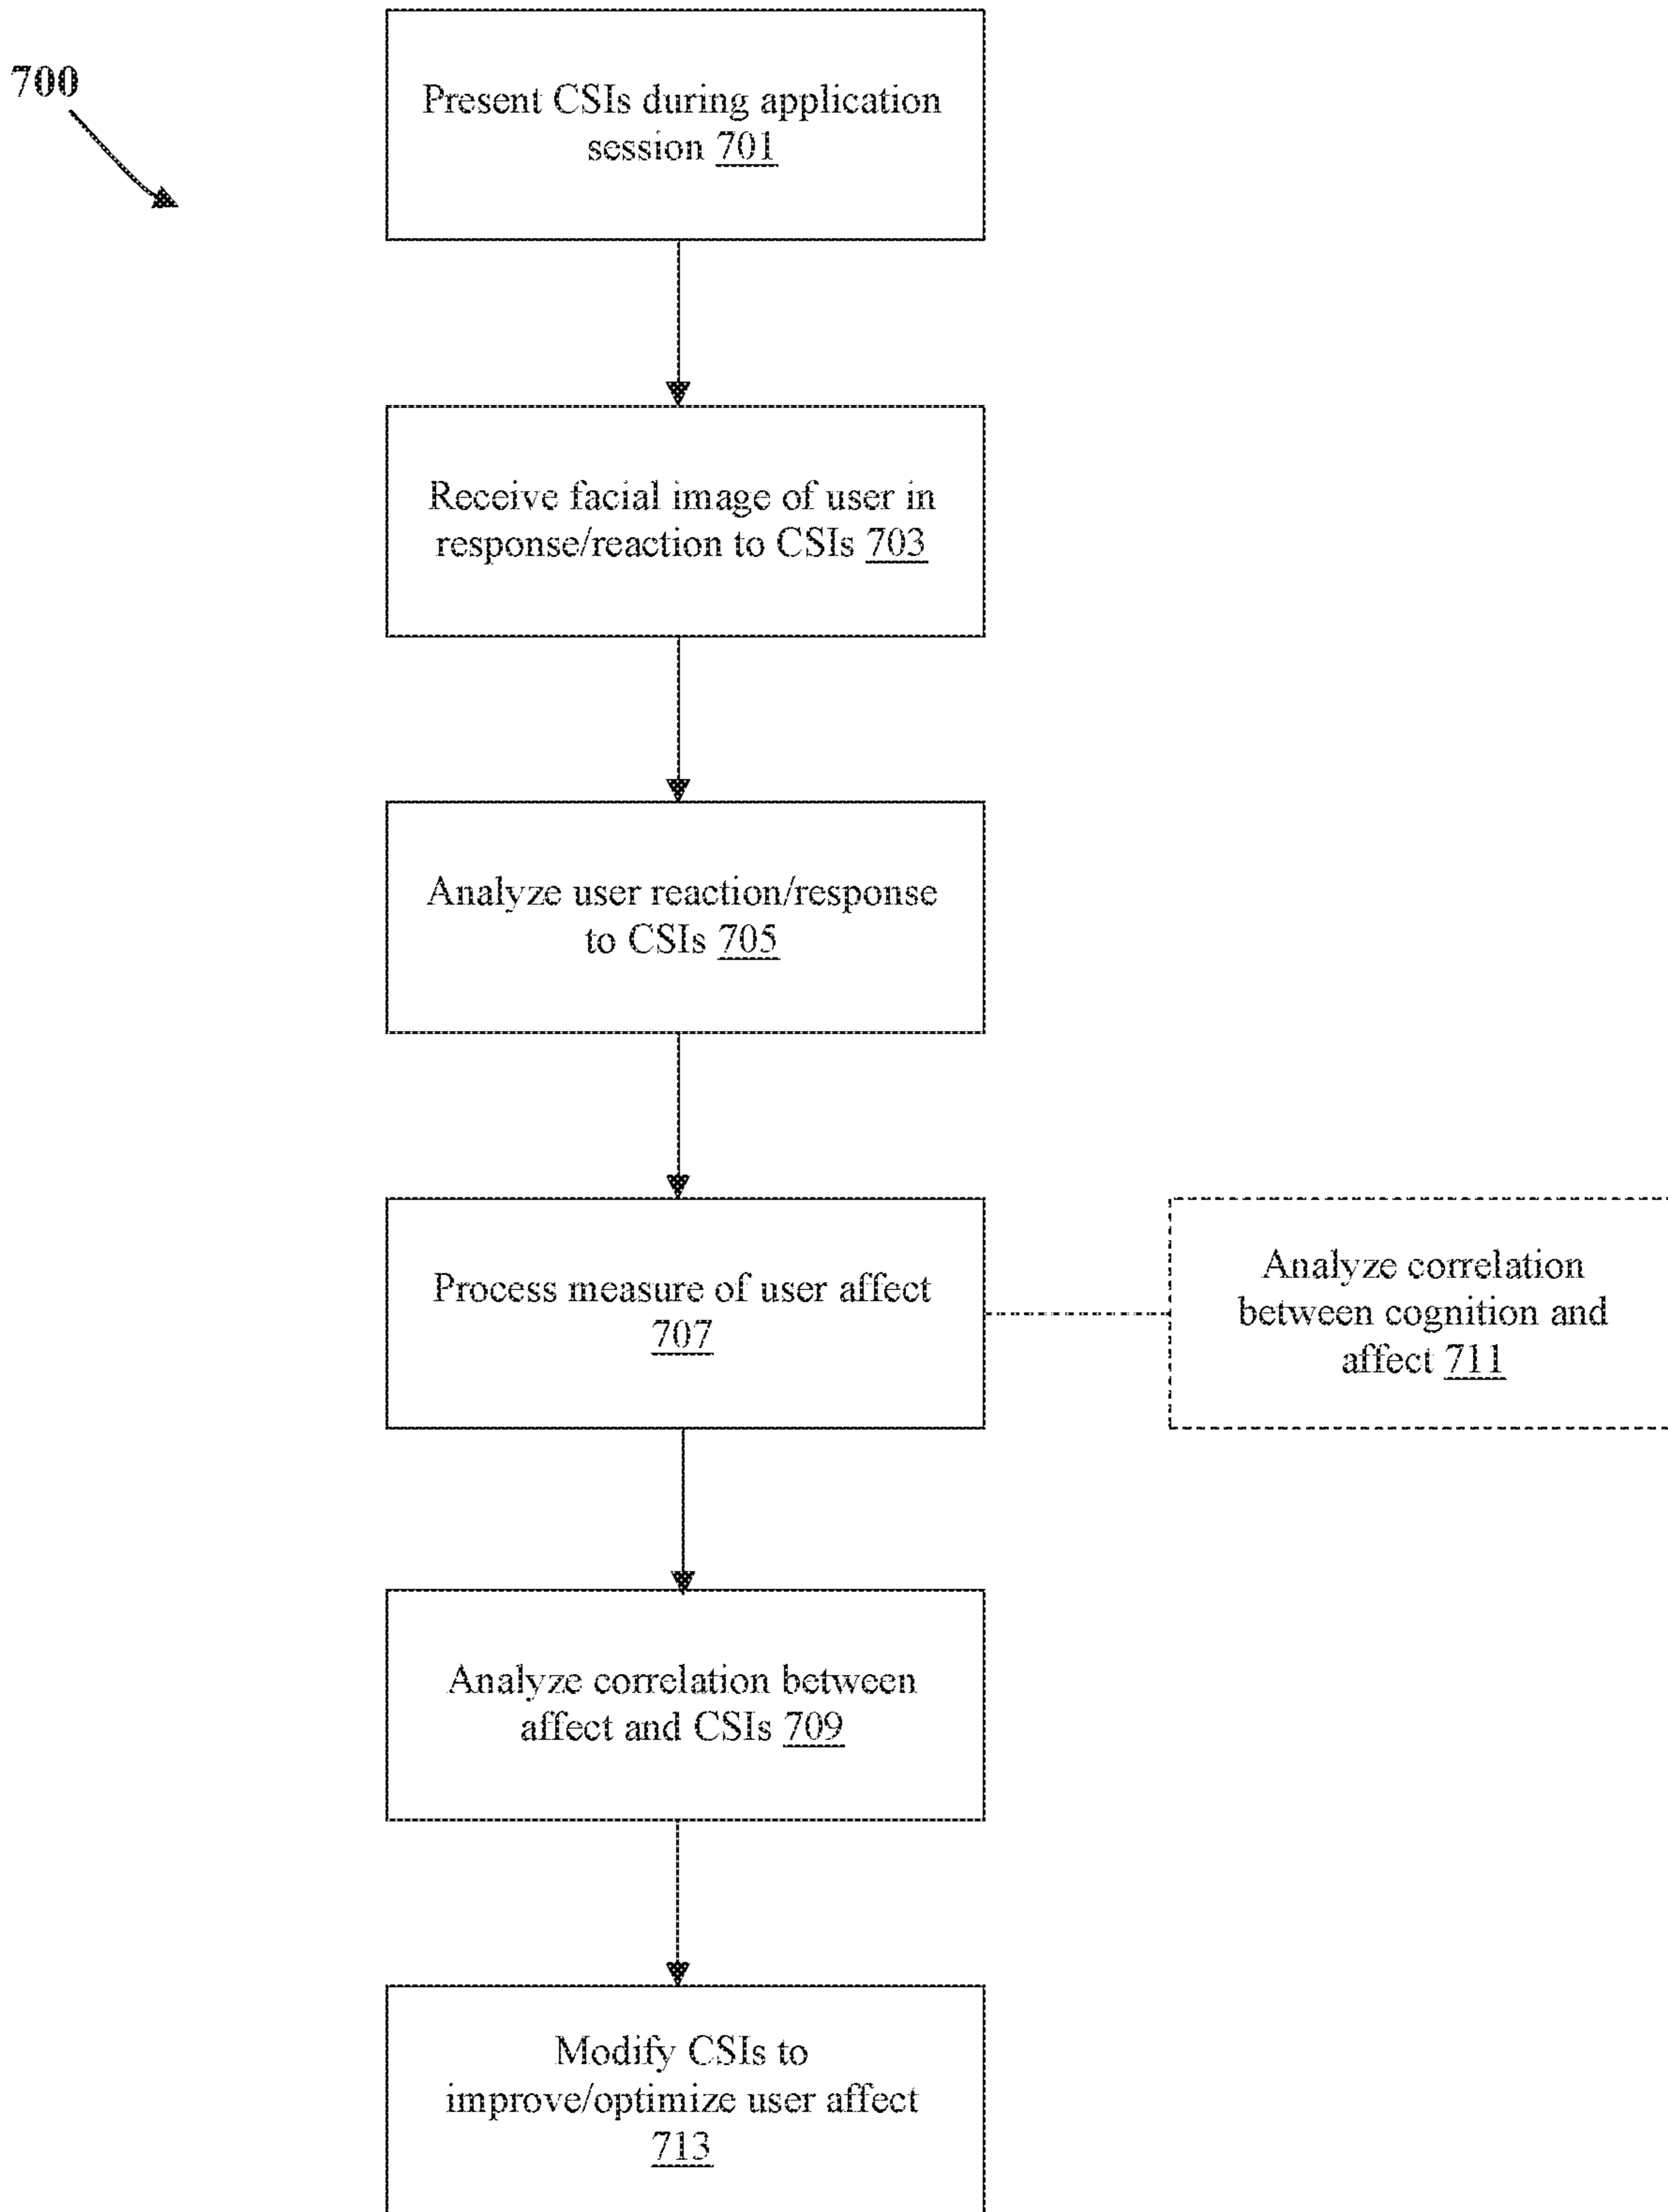 700
Present CSIs during application
session 701
Receive facial image of user in
response/reaction to CSIs 703
Analyze user reaction/response
to CSIs 705
Process measure of user affect
707
Analyze correlation
between cognition and
affect 711
Analyze correlation between
affect and CSIs 709
Modify CSIs to
improve/optimize user affect
713